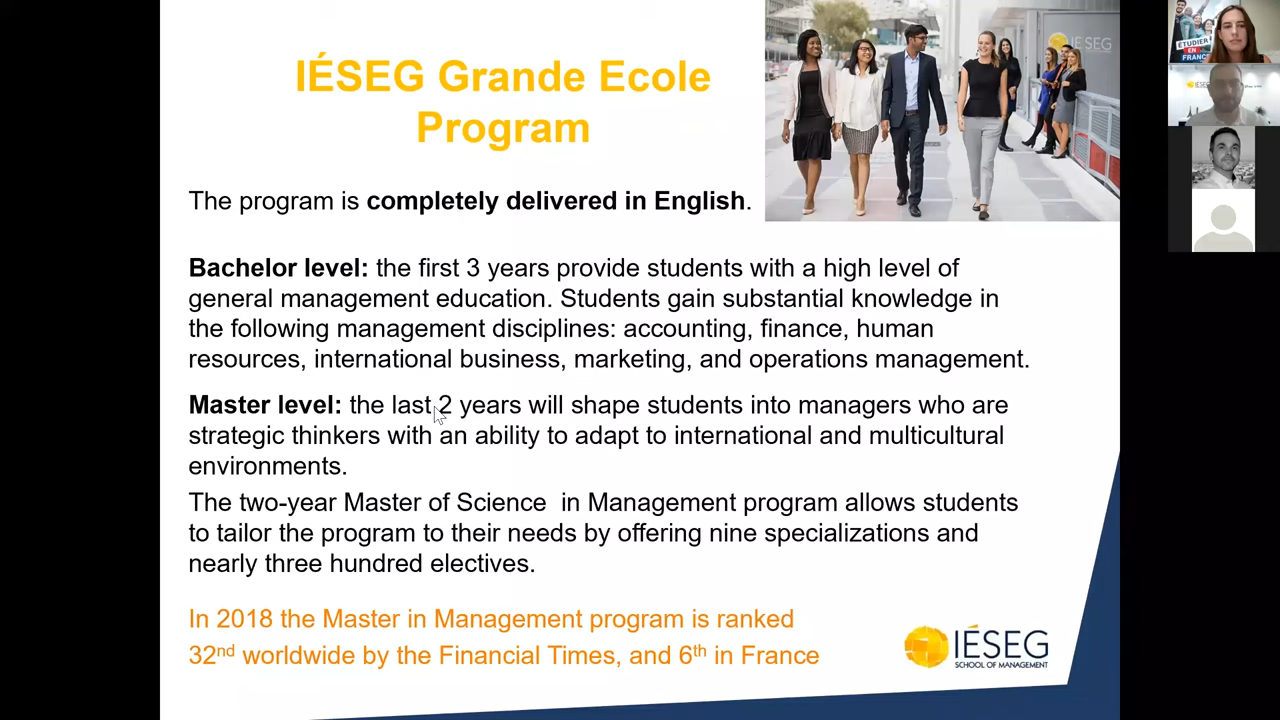 IÉSEG Grande Ecole
Program
The program is completely delivered in English.
Bachelor level: the first 3 years provide students with a high level of
general management education. Students gain substantial knowledge in
the following management disciplines: accounting, finance, human
resources, international business, marketing, and operations management.
Master level: the last 2 years will shape students into managers who are
strategic thinkers with an ability to adapt to international and multicultural
environments.
The two-year Master of Science  in Management program allows students
to tailor the program to their needs by offering nine specializations and
nearly three hundred electives.
In 2018 the Master in Management program is ranked
32nd worldwide by the Financial Times, and 6th in France
IÉSEG
SCHOOL OF MANAGEMENT
IESEG
ÉTUDIER
EN
FRANCE
IÉSEG